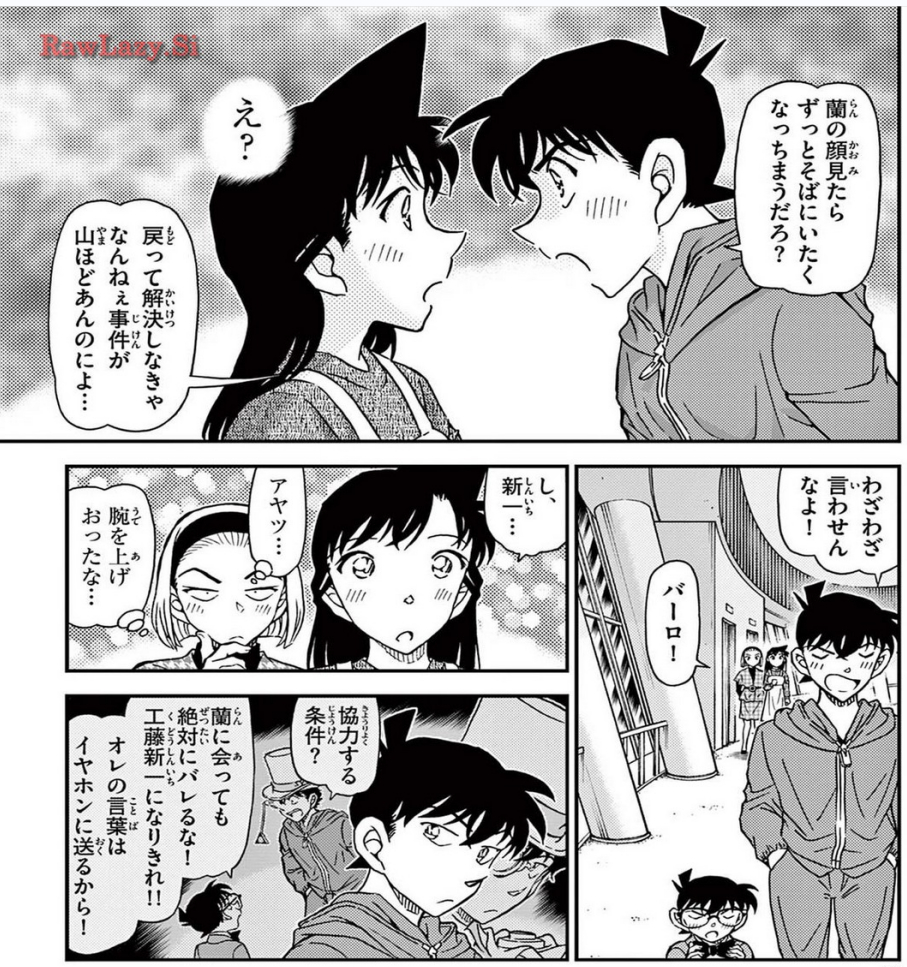 RawLazy.Si
蘭の顔見たら
ずっとそばにいたく
なっちまうだろ?
え?
戻って解決しなきゃ
なんねぇ事件が
山ほどあんのによ…
わざわざ
言わせん
なよ!
バーロ!
し、
新一…
アヤツ…
腕を上げ
おったな…
協力する
条件?
蘭に会っても
絶対にバレるな!
工藤新一になりきれ!!
オレの言葉は
イヤホンに送るから!